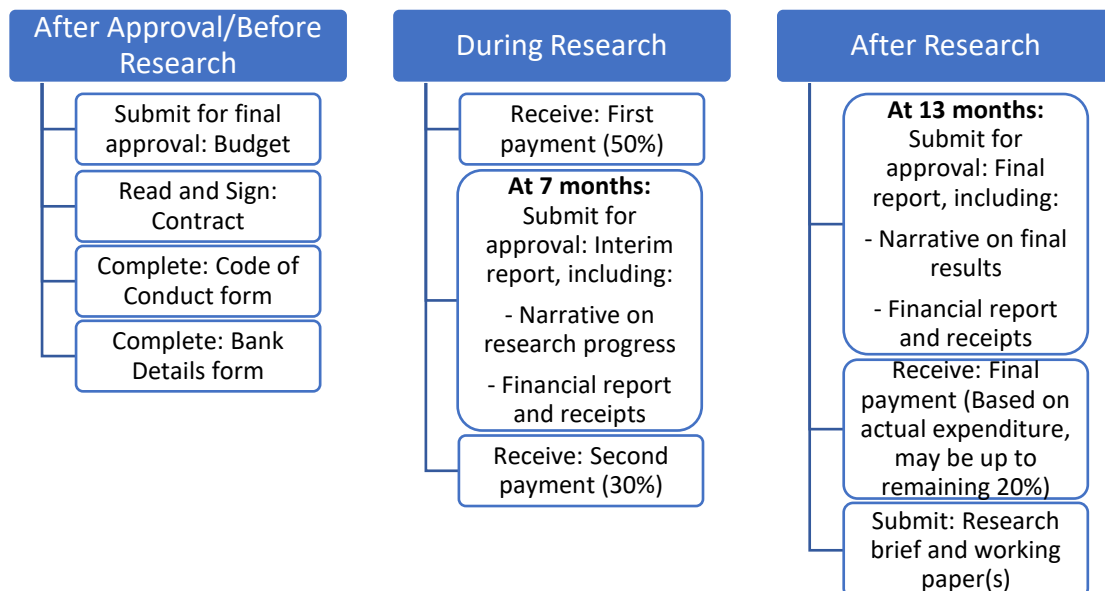 After Approval/Before
Research
Submit for final
approval: Budget
Read and Sign:
Contract
Complete: Code of
Conduct form
Complete: Bank
Details form
During Research
Receive: First
payment (50%)
At 7 months:
Submit for
approval: Interim
report, including:
- Narrative on
research progress
- Financial report
and receipts
Receive: Second
payment (30%)
After Research
At 13 months:
Submit for
approval: Final
report, including:
- Narrative on final
results
- Financial report
and receipts
Receive: Final
payment (Based on
actual expenditure,
may be up to
remaining 20%)
Submit: Research
brief and working
paper(s)